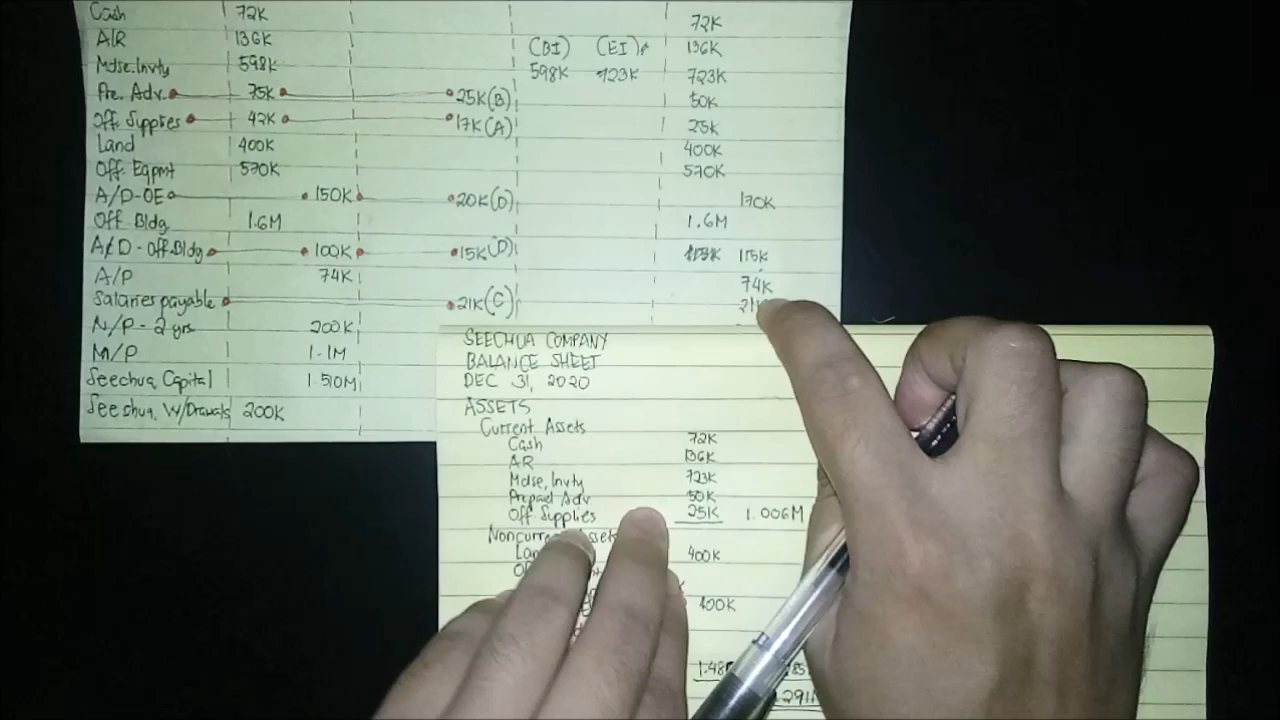 Cash 72K 72K
A/R 136K (BI) (EI) 136K
Mdse. Invty 598K 598K 723K 723K
Pre. Adv. 75K 25K(B) 50K
Off. Supplies 42K 17K(A) 25K
Land 400K 400K
Off. Eqpmt 570K 570K
A/D-OE 150K 20K(D) 170K
Off Bldg 1.6M 1.6M
A/D - Off. Bldg 100K 15K(D) 115K 115K
A/P 74K 74K
Salaries payable 21K(C) 21K
N/P - 2 yrs 200K
M/P 1.1M
Seechua, Capital 1.510M
Seechua, W/Drawals 200K
SEECHUA COMPANY
BALANCE SHEET
DEC 31, 2020
ASSETS
Current Assets
Cash 72K
AR 136K
Mdse, Invty 723K
Prepaid Adv 50K
Off Supplies 25K 1.006M
400K
400K